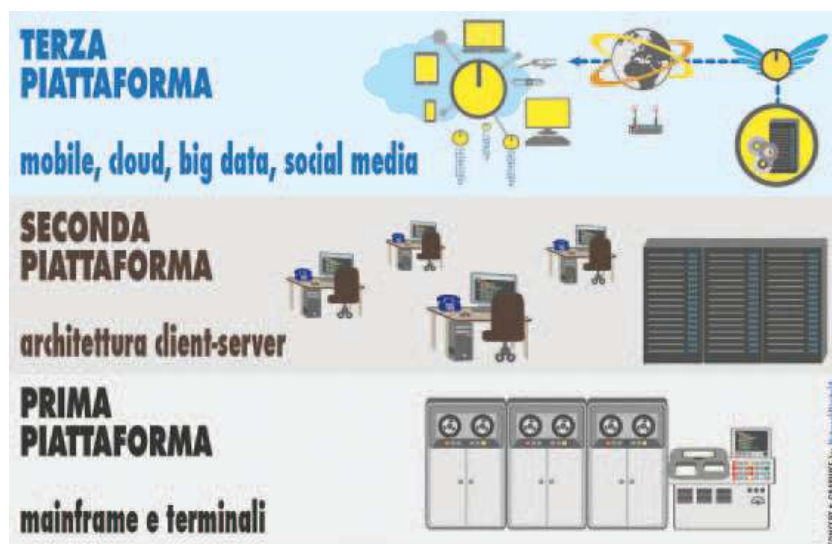 TERZA
PIATTAFORMA
mobile, cloud, big data, social media
SECONDA
PIATTAFORMA
architettura client-server
PRIMA
PIATTAFORMA
mainframe e terminali